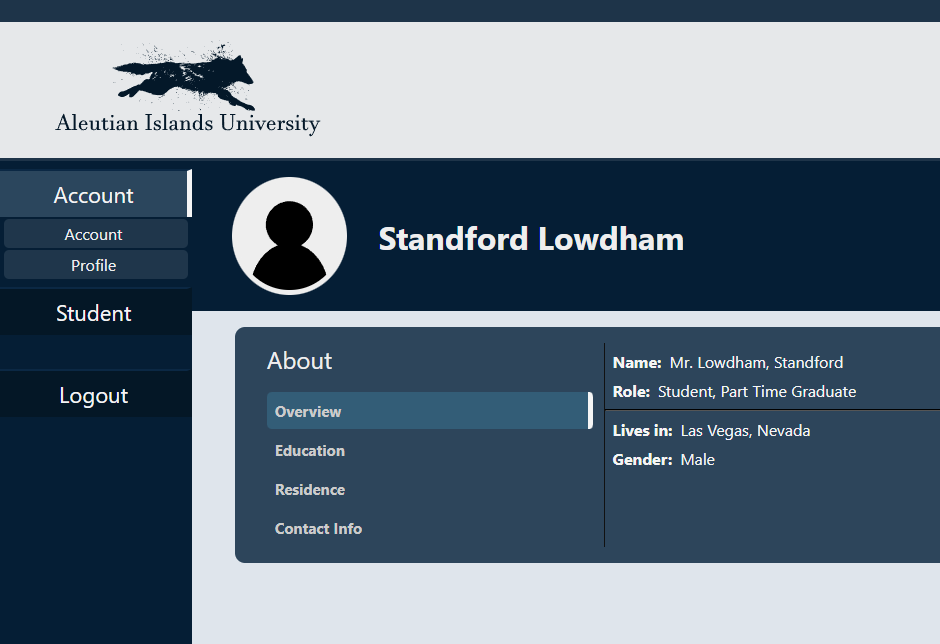 Aleutian Islands University
Account
Account
Profile
Student
Logout
Standford Lowdham
About
Overview
Education
Residence
Contact Info
Name: Mr. Lowdham, Standford
Role: Student, Part Time Graduate
Lives in: Las Vegas, Nevada
Gender: Male